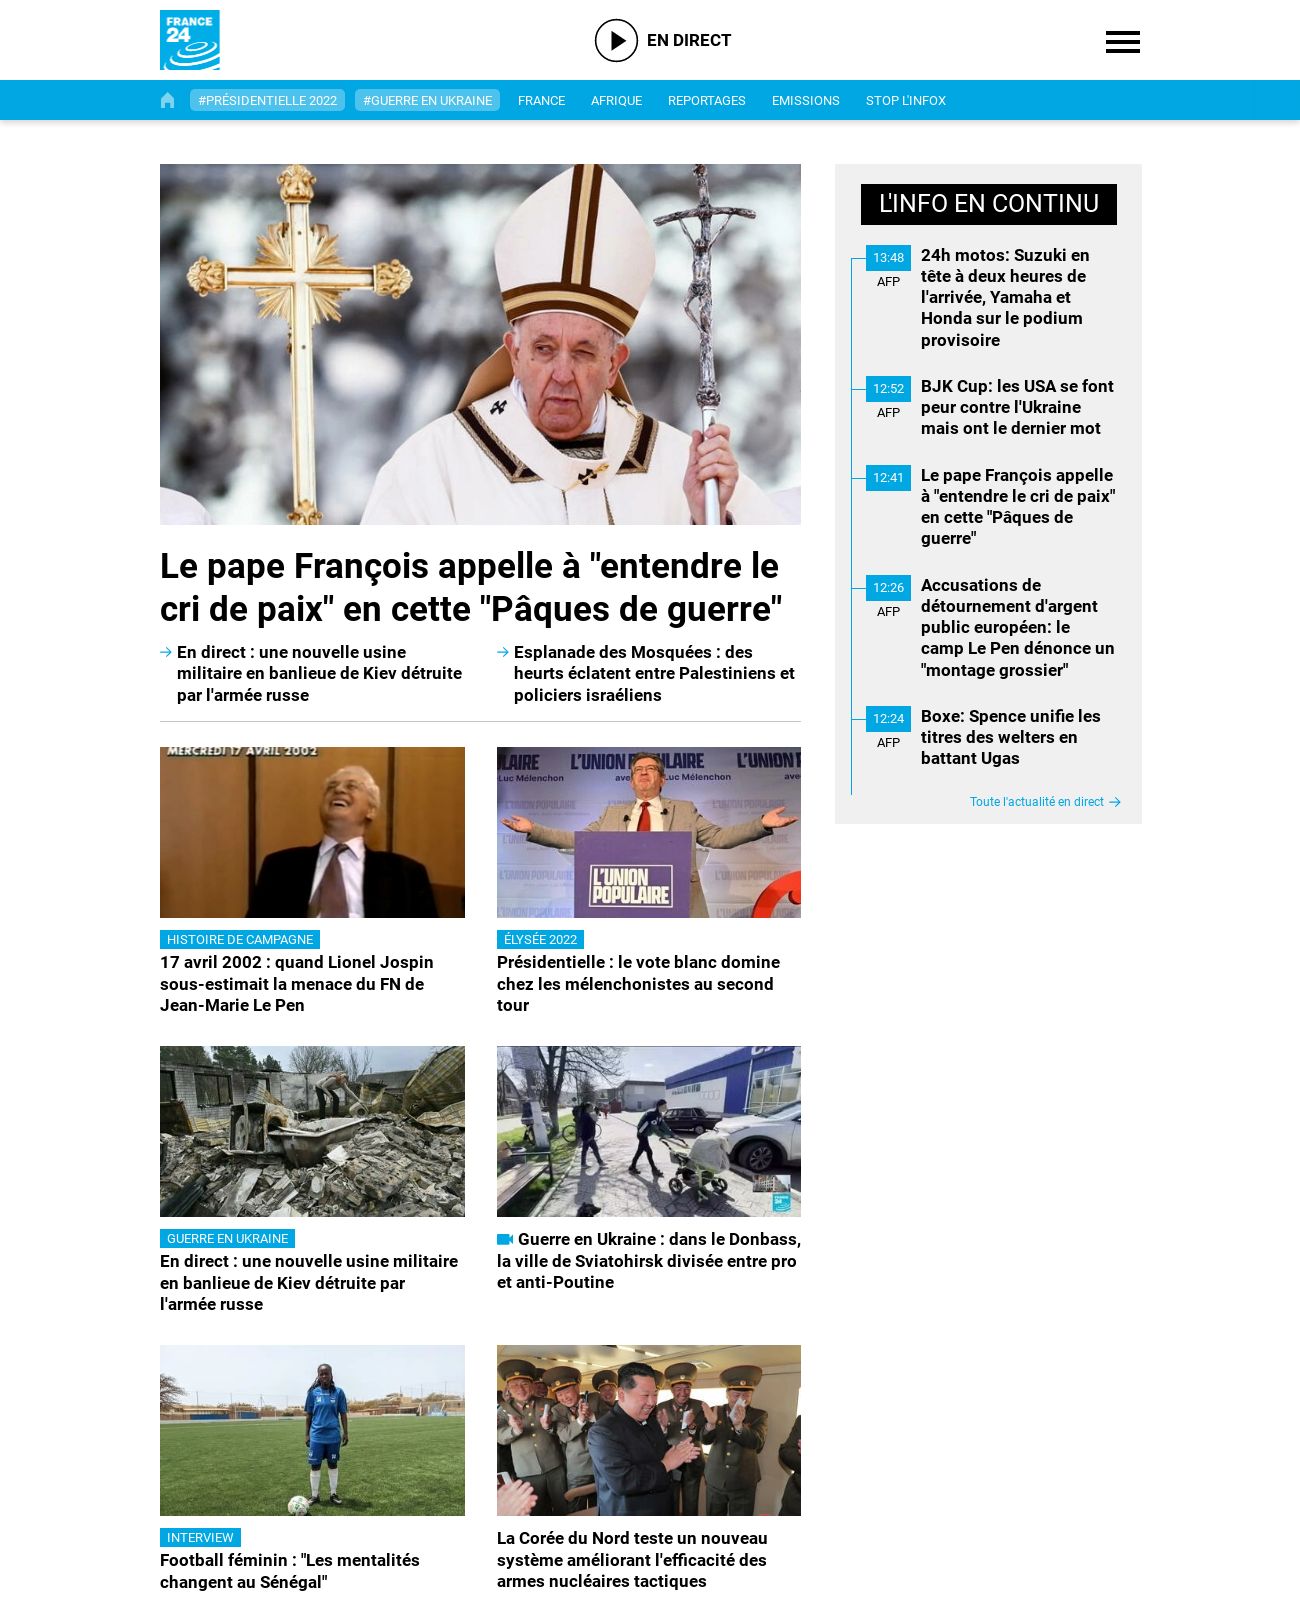 FRANCE
24
EN DIRECT
#PRÉSIDENTIELLE 2022
#GUERRE EN UKRAINE
FRANCE
AFRIQUE
REPORTAGES
EMISSIONS
STOP L'INFOX
Le pape François appelle à "entendre le
cri de paix" en cette "Pâques de guerre"
En direct : une nouvelle usine
militaire en banlieue de Kiev détruite
par l'armée russe
Esplanade des Mosquées : des
heurts éclatent entre Palestiniens et
policiers israéliens
MERCREDI 17 AVRIL 2002
HISTOIRE DE CAMPAGNE
17 avril 2002 : quand Lionel Jospin
sous-estimait la menace du FN de
Jean-Marie Le Pen
L'UNION
POPULAIRE
ÉLYSÉE 2022
Présidentielle : le vote blanc domine
chez les mélenchonistes au second
tour
GUERRE EN UKRAINE
En direct : une nouvelle usine militaire
en banlieue de Kiev détruite par
l'armée russe
FRANCE
24
Guerre en Ukraine : dans le Donbass,
la ville de Sviatohirsk divisée entre pro
et anti-Poutine
INTERVIEW
Football féminin : "Les mentalités
changent au Sénégal"
La Corée du Nord teste un nouveau
système améliorant l'efficacité des
armes nucléaires tactiques
L'INFO EN CONTINU
13:48
AFP
24h motos: Suzuki en
tête à deux heures de
l'arrivée, Yamaha et
Honda sur le podium
provisoire
12:52
AFP
BJK Cup: les USA se font
peur contre l'Ukraine
mais ont le dernier mot
12:41
Le pape François appelle
à "entendre le cri de paix"
en cette "Pâques de
guerre"
12:26
AFP
Accusations de
détournement d'argent
public européen: le
camp Le Pen dénonce un
"montage grossier"
12:24
AFP
Boxe: Spence unifie les
titres des welters en
battant Ugas
Toute l'actualité en direct